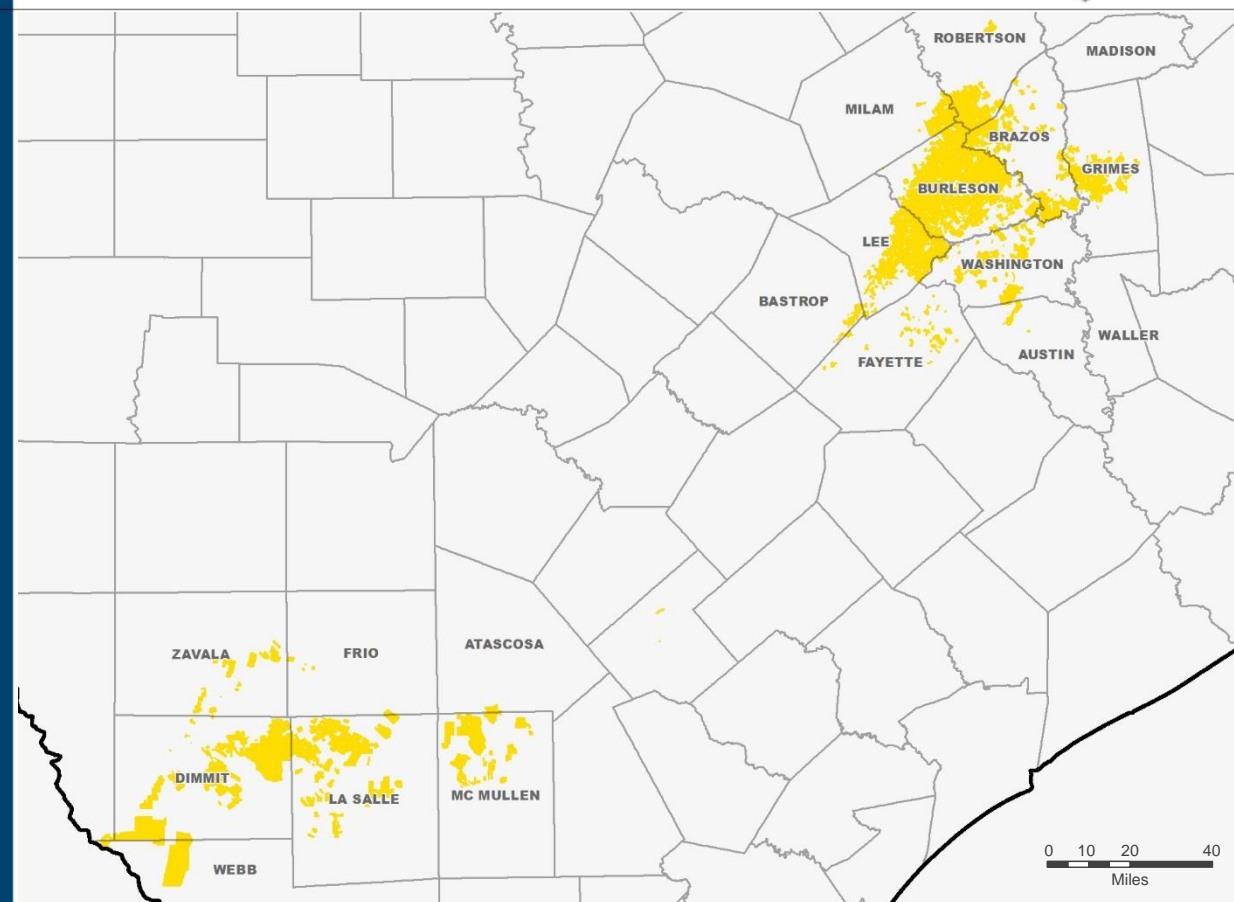 ROBERTSON
MADISON
MILAM
BRAZOS
GRIMES
BURLESON
LEE
WASHINGTON
BASTROP
WALLER
AUSTIN
FAYETTE
ZAVALA
FRIO
ATASCOSA
DIMMIT
LA SALLE
MC MULLEN
WEBB
0 10 20 40
Miles